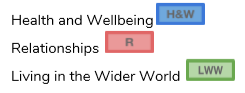 Health and Wellbeing H&W
Relationships R
Living in the Wider World LWW